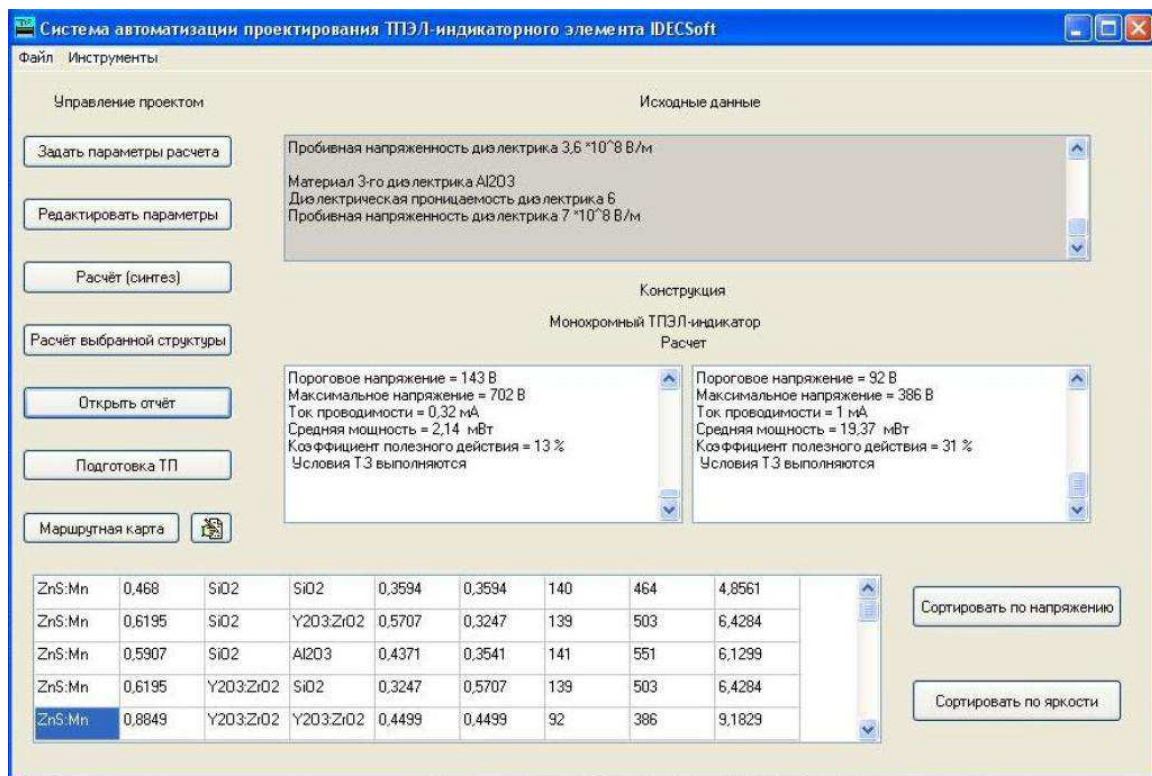 Система автоматизации проектирования ТПЭЛ-индикаторного элемента IDECSoft
Файл Инструменты
Управление проектом
Исходные данные
Задать параметры расчета
Редактировать параметры
Расчёт (синтез)
Расчёт выбранной структуры
Открыть отчёт
Подготовка ТП
Маршрутная карта
Пробивная напряженность диэлектрика 3,6 *10^8 В/м
Материал 3-го диэлектрика Al2O3
Диэлектрическая проницаемость диэлектрика 6
Пробивная напряженность диэлектрика 7 *10^8 В/м
Конструкция
Монохромный ТПЭЛ-индикатор
Расчет
Пороговое напряжение = 143 В
Максимальное напряжение = 702 В
Ток проводимости = 0,32 мА
Средняя мощность = 2,14 мВт
Коэффициент полезного действия = 13 %
Условия ТЗ выполняются
Пороговое напряжение = 92 В
Максимальное напряжение = 386 В
Ток проводимости = 1 мА
Средняя мощность = 19,37 мВт
Коэффициент полезного действия = 31 %
Условия ТЗ выполняются
ZnS:Mn 0,468 SiO2 SiO2 0,3594 0,3594 140 464 4,8561
ZnS:Mn 0,6195 SiO2 Y2O3:ZrO2 0,5707 0,3247 139 503 6,4284
ZnS:Mn 0,5907 SiO2 Al2O3 0,4371 0,3541 141 551 6,1299
ZnS:Mn 0,6195 Y2O3:ZrO2 SiO2 0,3247 0,5707 139 503 6,4284
ZnS:Mn 0,8849 Y2O3:ZrO2 Y2O3:ZrO2 0,4499 0,4499 92 386 9,1829
Сортировать по напряжению
Сортировать по яркости